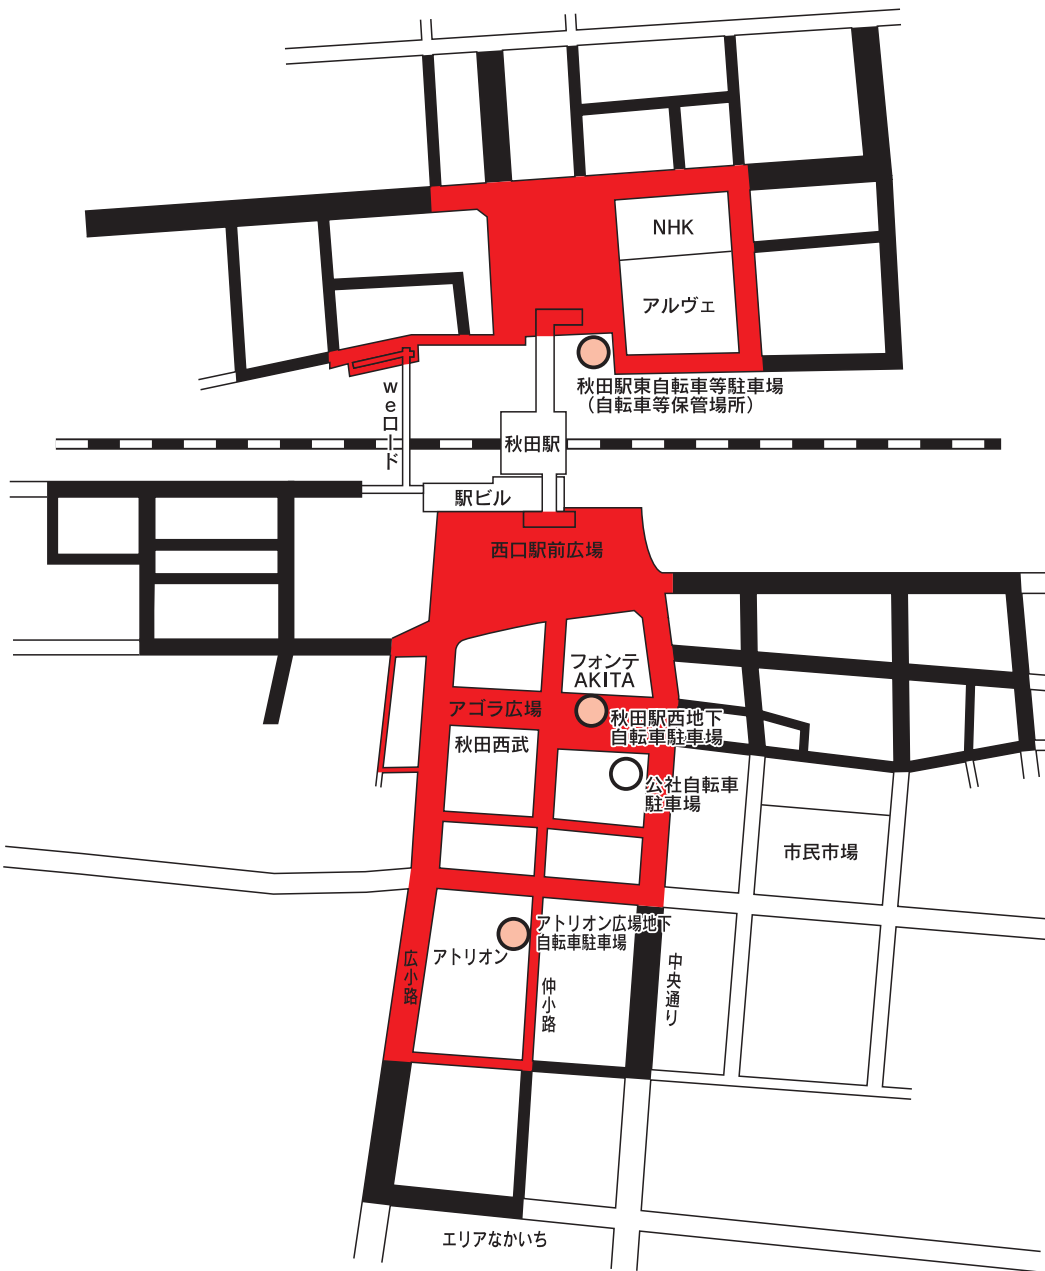 NHK
アルヴェ
秋田駅東自転車等駐車場
（自転車等保管場所）
weロード
秋田駅
駅ビル
西口駅前広場
フォンテ
AKITA
アゴラ広場
秋田駅西地下
自転車駐車場
秋田西武
公社自転車
駐車場
市民市場
アトリオン広場地下
自転車駐車場
アトリオン
広小路
仲小路
中央通り
エリアなかいち